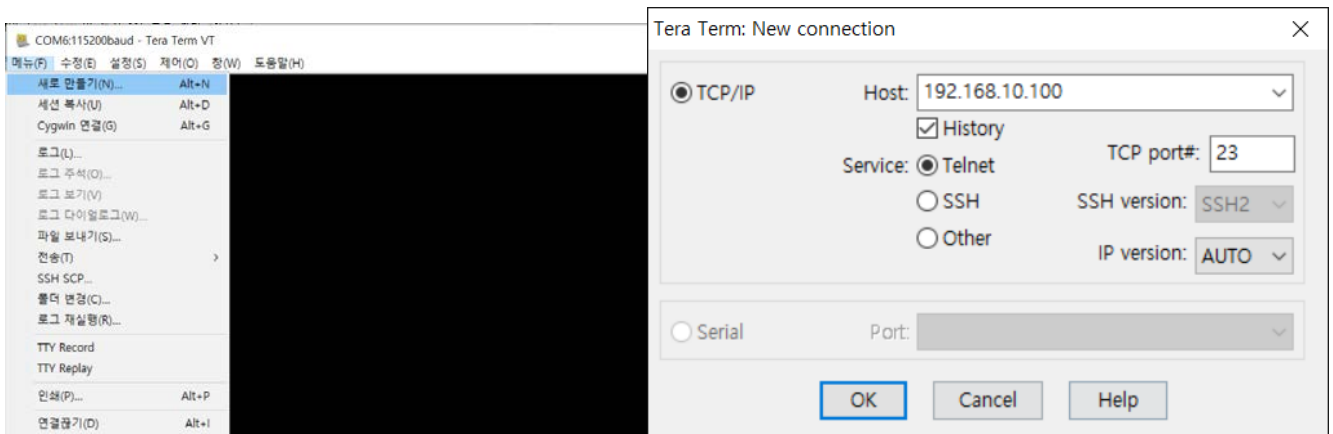 COM6:115200baud - Tera Term VT
메뉴(F) 수정(E) 설정(S) 제어(O) 창(W) 도움말(H)
새로 만들기(N)... Alt+N
세션 복사(U) Alt+D
Cygwin 연결(G) Alt+G
로그(L)...
로그 주석(O)...
로그 보기(V)
로그 다이얼로그(W)...
파일 보내기(S)...
전송(T) >
SSH SCP...
폴더 변경(C)...
로그 재실행(R)...
TTY Record
TTY Replay
인쇄(P)... Alt+P
연결끊기(D) Alt+I
Tera Term: New connection
TCP/IP Host: 192.168.10.100
History
Service: Telnet TCP port#: 23
SSH SSH version: SSH2
Other IP version: AUTO
Serial Port:
OK Cancel Help